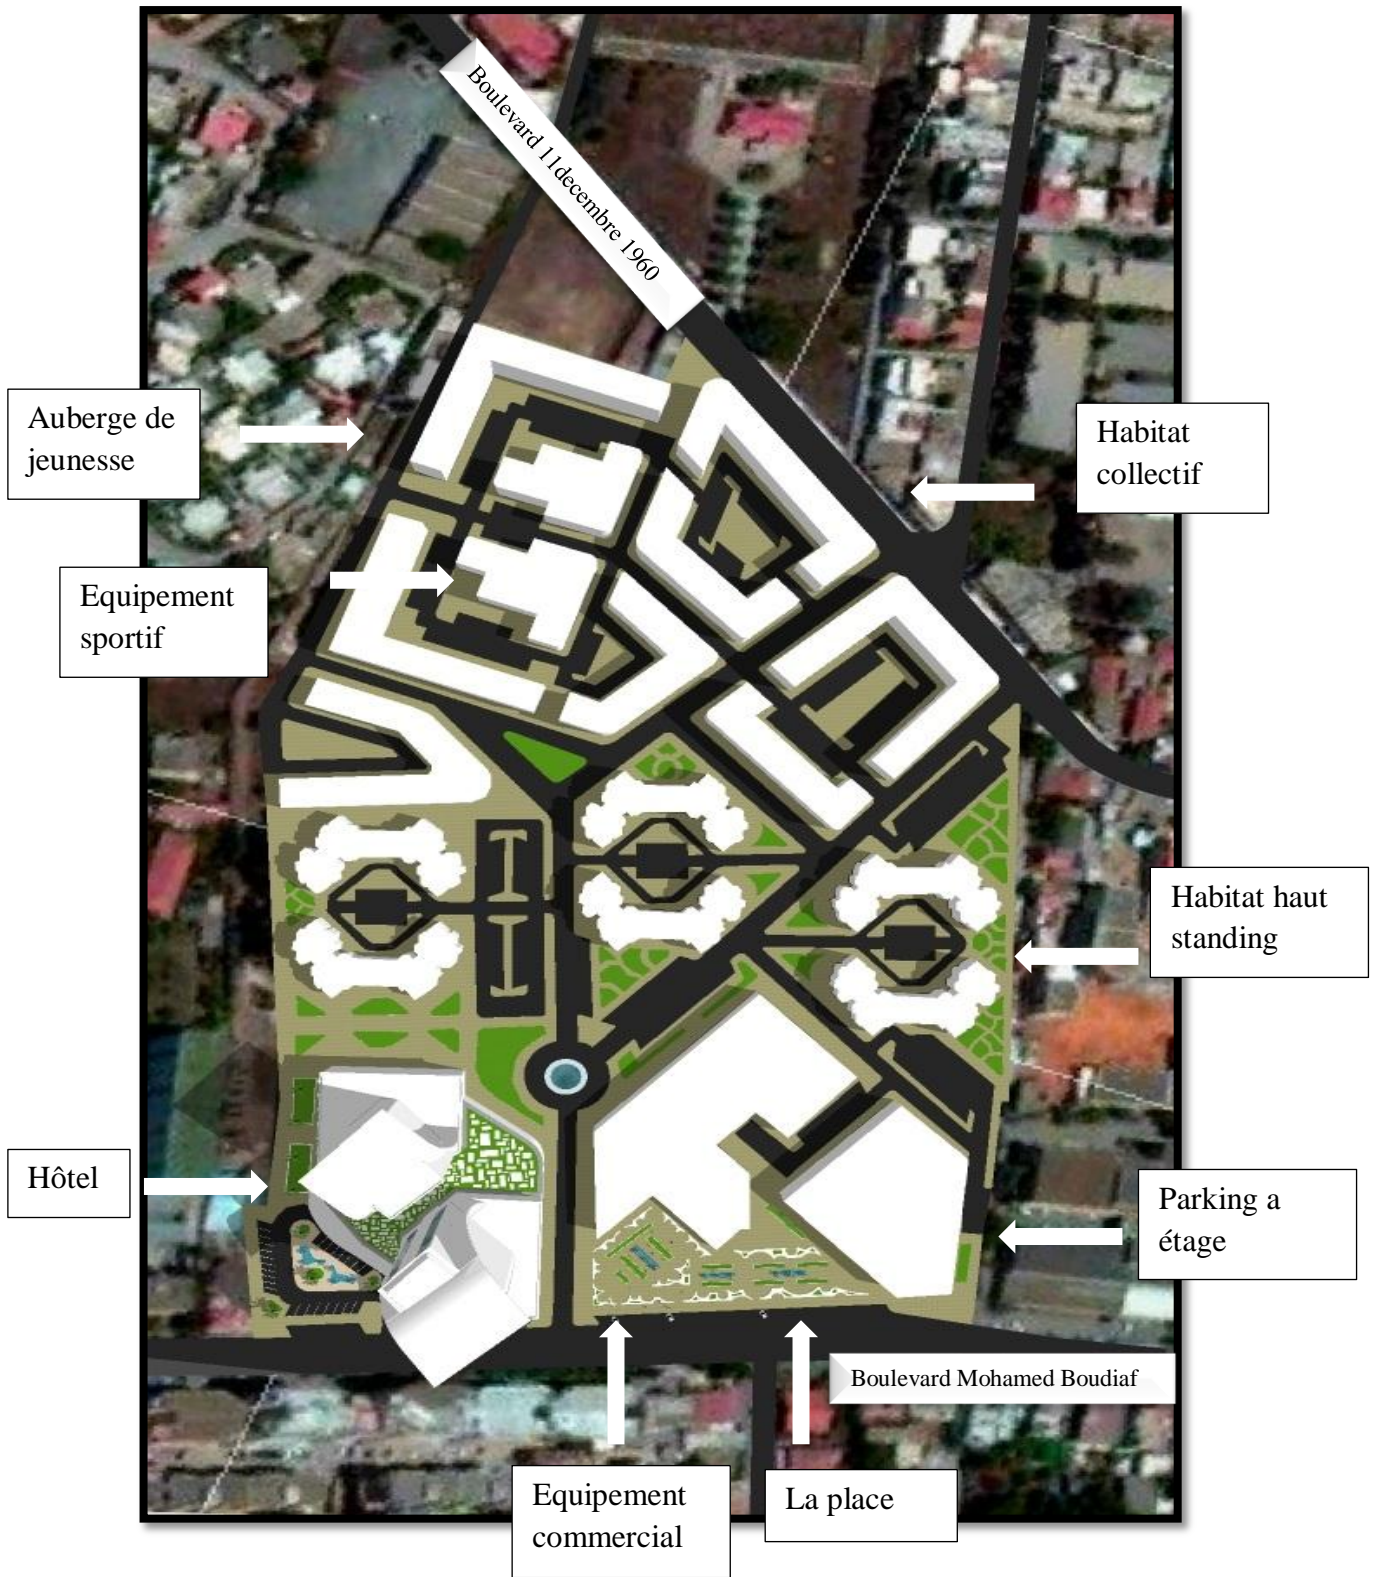 Boulevard 11decembre 1960
Auberge de
jeunesse
Habitat
collectif
Equipement
sportif
Habitat haut
standing
Hôtel
Parking a
étage
Boulevard Mohamed Boudiaf
Equipement
commercial
La place